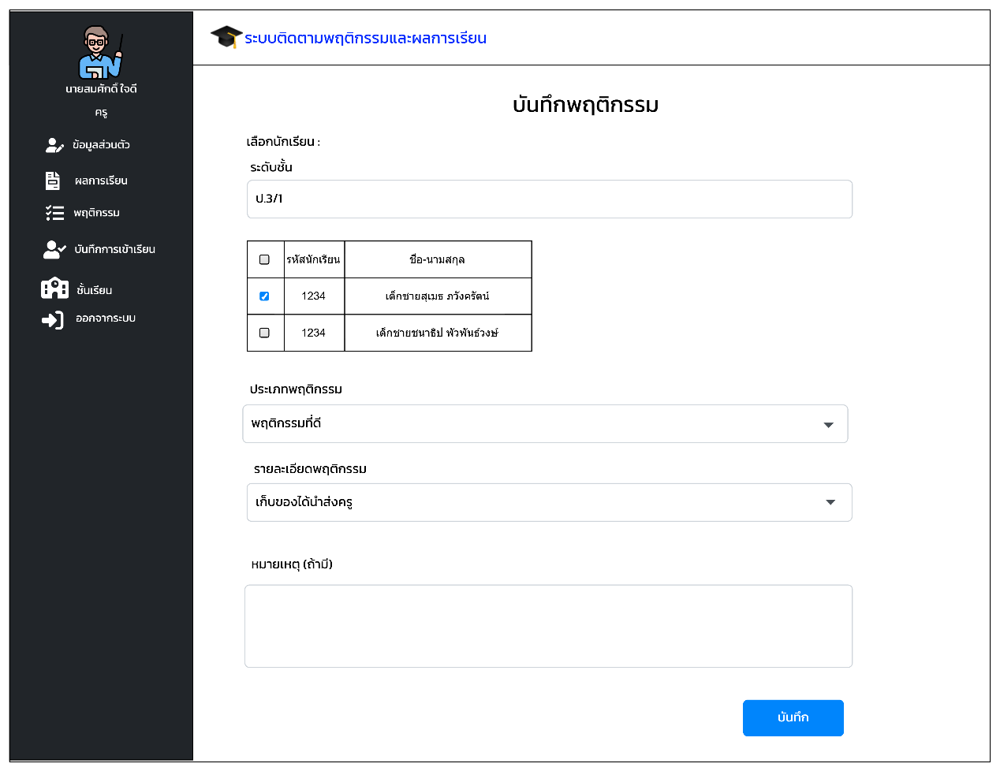 ระบบติดตามพฤติกรรมและผลการเรียน
นายสมศักดิ์ ใจดี
ครู
ข้อมูลส่วนตัว
ผลการเรียน
พฤติกรรม
บันทึกการเข้าเรียน
ชั้นเรียน
ออกจากระบบ
บันทึกพฤติกรรม
เลือกนักเรียน :
ระดับชั้น
ป.3/1
รหัสนักเรียน ชื่อ-นามสกุล
1234 เด็กชายสุเมธ ภวังครัตน์
1234 เด็กชายชนาธิป พัวพันธ์วงษ์
ประเภทพฤติกรรม
พฤติกรรมที่ดี
รายละเอียดพฤติกรรม
เก็บของได้นำส่งครู
หมายเหตุ (ถ้ามี)
บันทึก